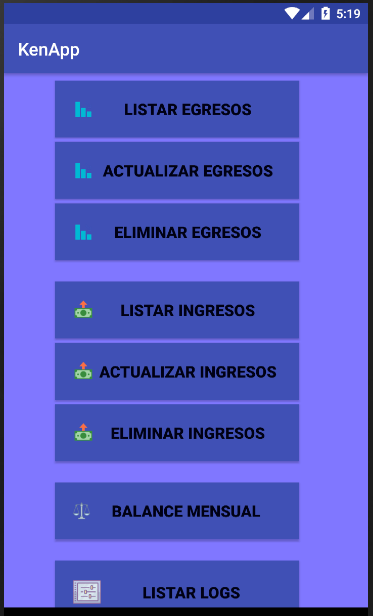 5:19
KenApp
LISTAR EGRESOS
ACTUALIZAR EGRESOS
ELIMINAR EGRESOS
LISTAR INGRESOS
ACTUALIZAR INGRESOS
ELIMINAR INGRESOS
BALANCE MENSUAL
LISTAR LOGS